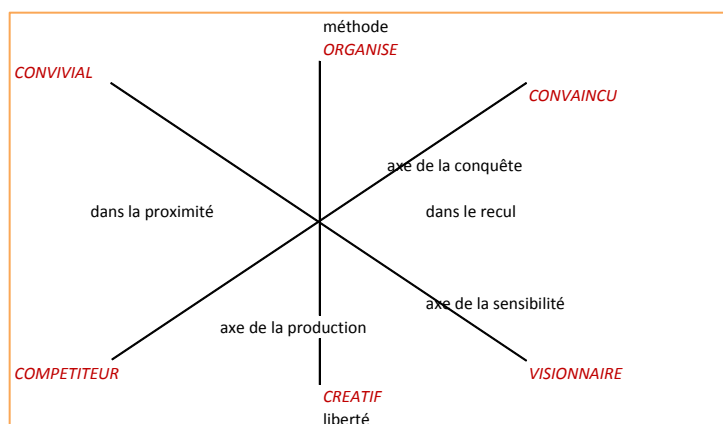 méthode
ORGANISE
CONVIVIAL
CONVAINCU
axe de la conquête
dans la proximité
dans le recul
axe de la sensibilité
axe de la production
COMPETITEUR
VISIONNAIRE
CREATIF
liberté